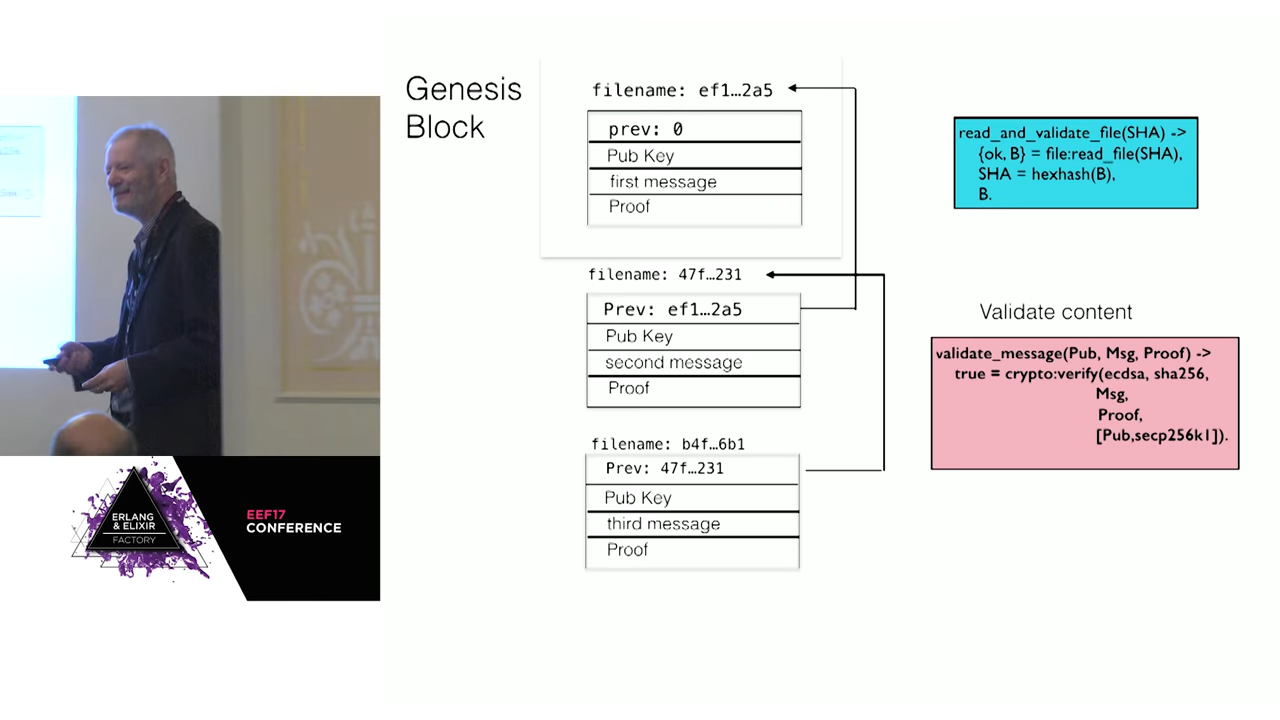 Genesis
Block
filename: ef1…2a5
prev: 0
Pub Key
first message
Proof
filename: 47f…231
Prev: ef1…2a5
Pub Key
second message
Proof
filename: b4f…6b1
Prev: 47f…231
Pub Key
third message
Proof
read_and_validate_file(SHA) ->
{ok, B} = file:read_file(SHA),
SHA = hexhash(B),
B.
Validate content
validate_message(Pub, Msg, Proof) ->
true = crypto:verify(ecdsa, sha256,
Msg,
Proof,
[Pub,secp256k1]).
ERLANG
& ELIXIR
FACTORY
EEF17
CONFERENCE